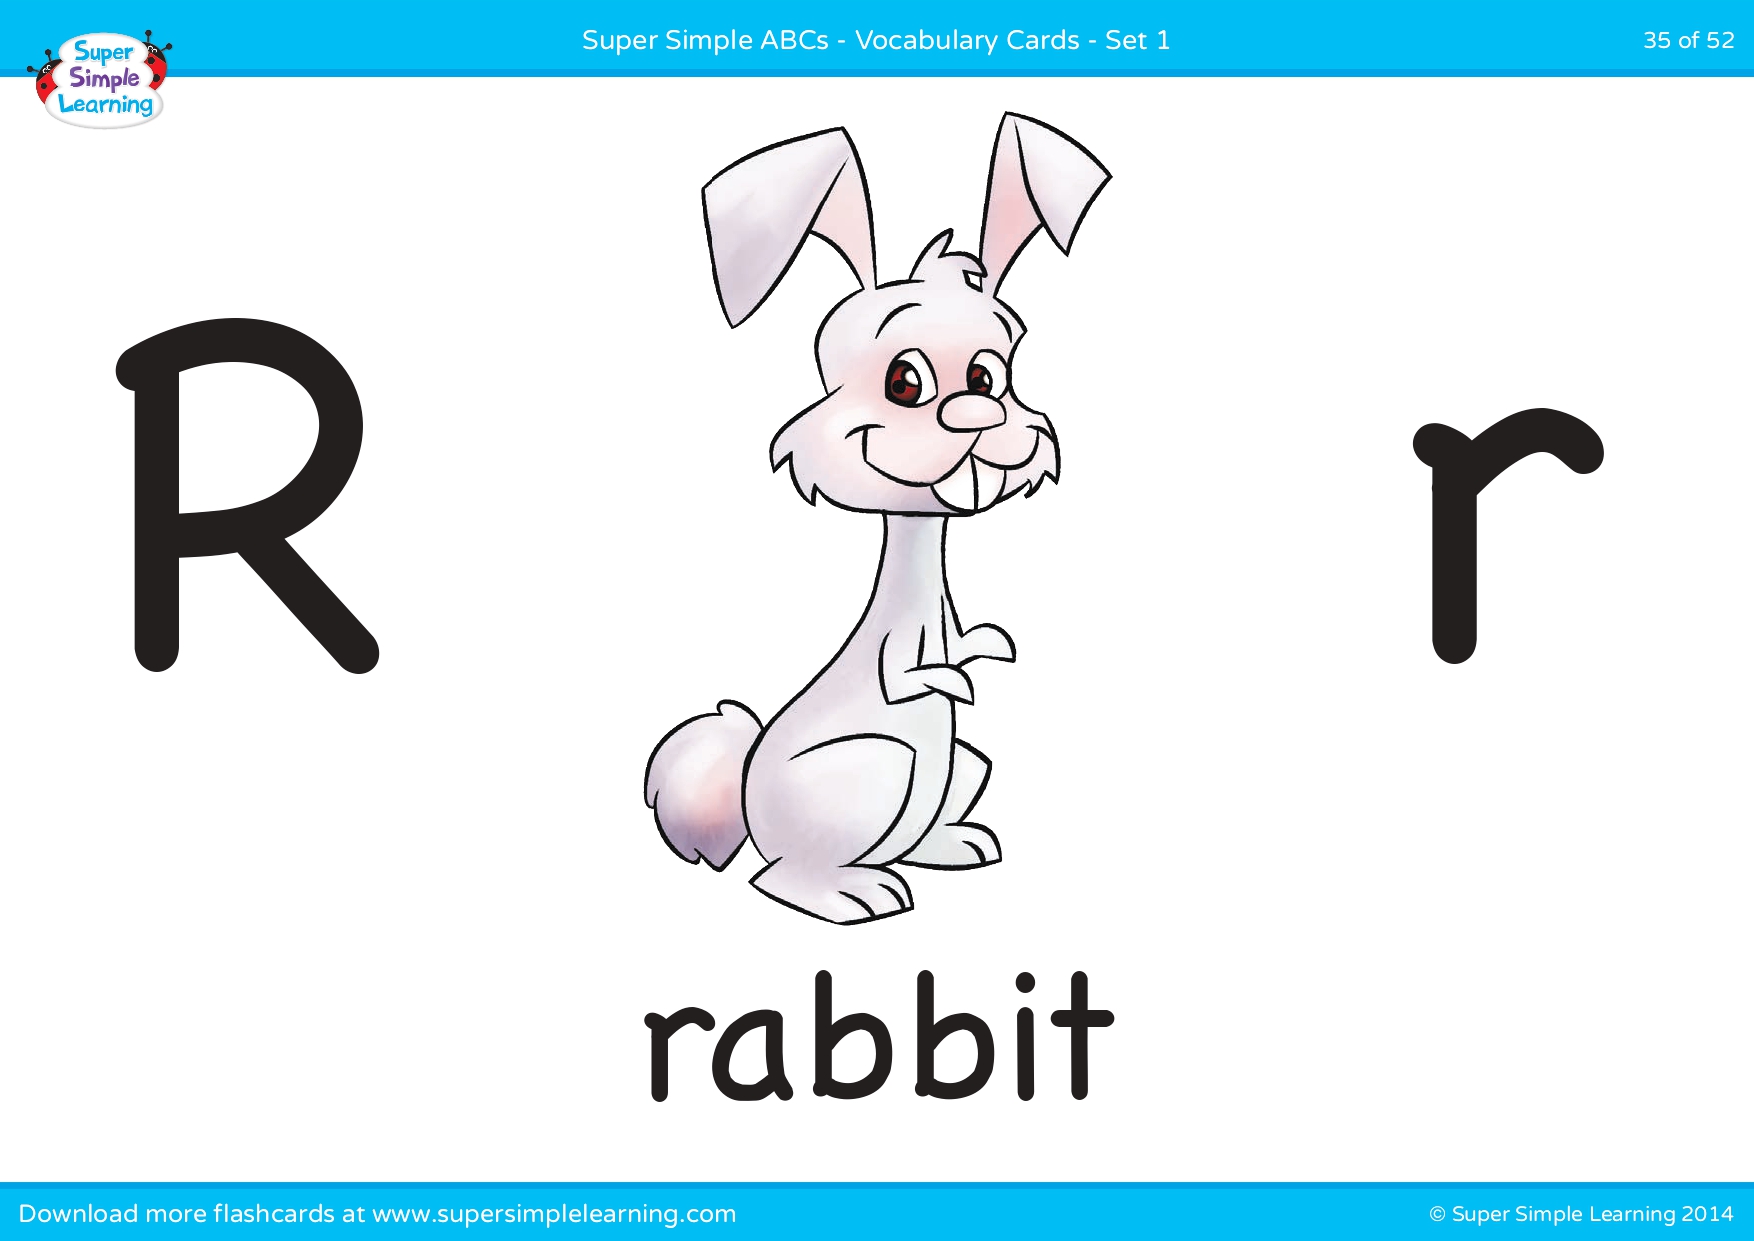 Super Simple ABCs - Vocabulary Cards - Set 1
35 of 52
Super
Simple
Learning
R
r
rabbit
Download more flashcards at www.supersimplelearning.com
© Super Simple Learning 2014